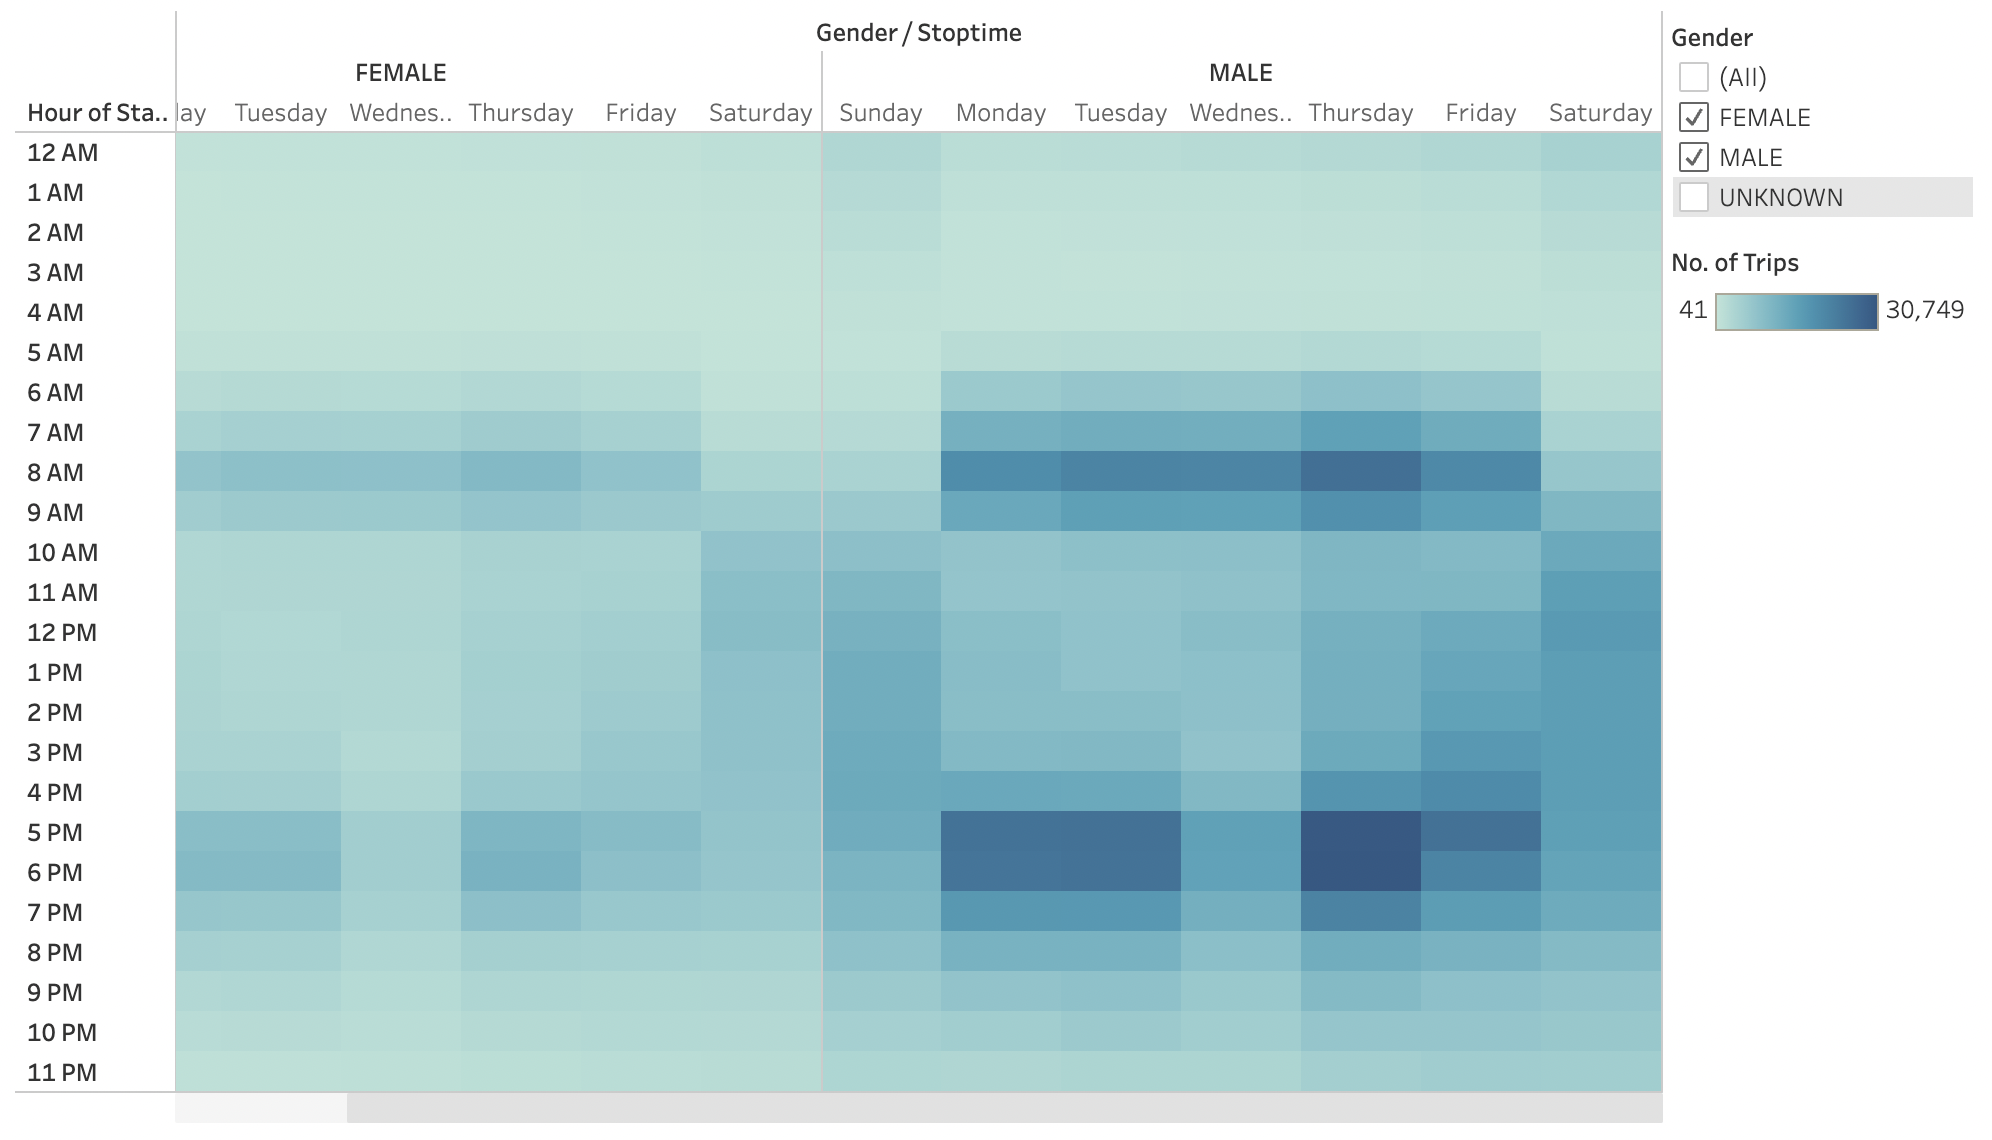 Gender / Stoptime
FEMALE MALE
Hour of Sta.. lay Tuesday Wednes.. Thursday Friday Saturday Sunday Monday Tuesday Wednes.. Thursday Friday Saturday
12 AM
1 AM
2 AM
3 AM
4 AM
5 AM
6 AM
7 AM
8 AM
9 AM
10 AM
11 AM
12 PM
1 PM
2 PM
3 PM
4 PM
5 PM
6 PM
7 PM
8 PM
9 PM
10 PM
11 PM
Gender
(All)
FEMALE
MALE
UNKNOWN
No. of Trips
41 30,749